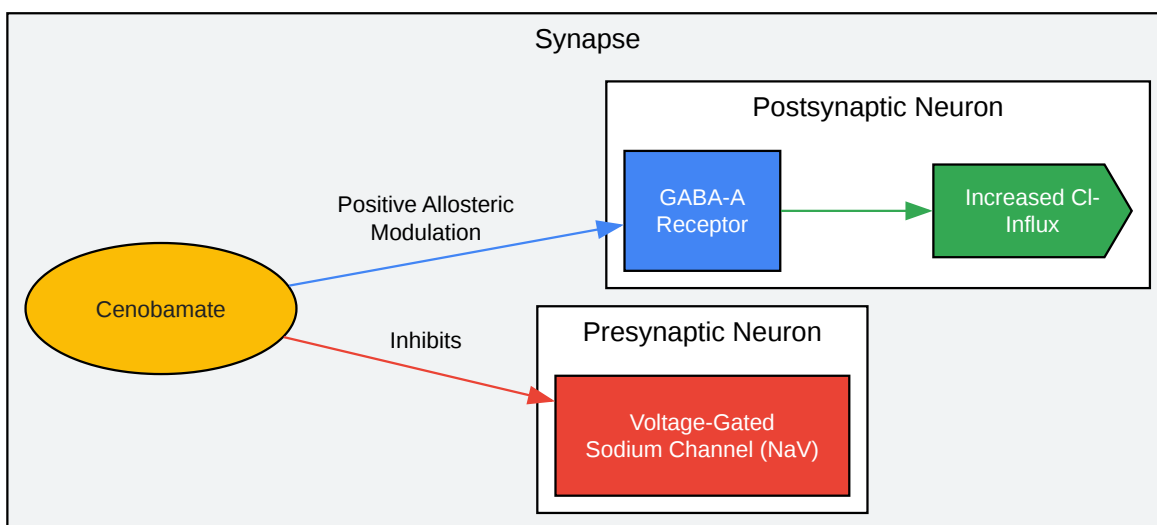 Synapse
Postsynaptic Neuron
GABA-A
Receptor
Increased Cl-
Influx
Positive Allosteric
Modulation
Cenobamate
Inhibits
Presynaptic Neuron
Voltage-Gated
Sodium Channel (NaV)